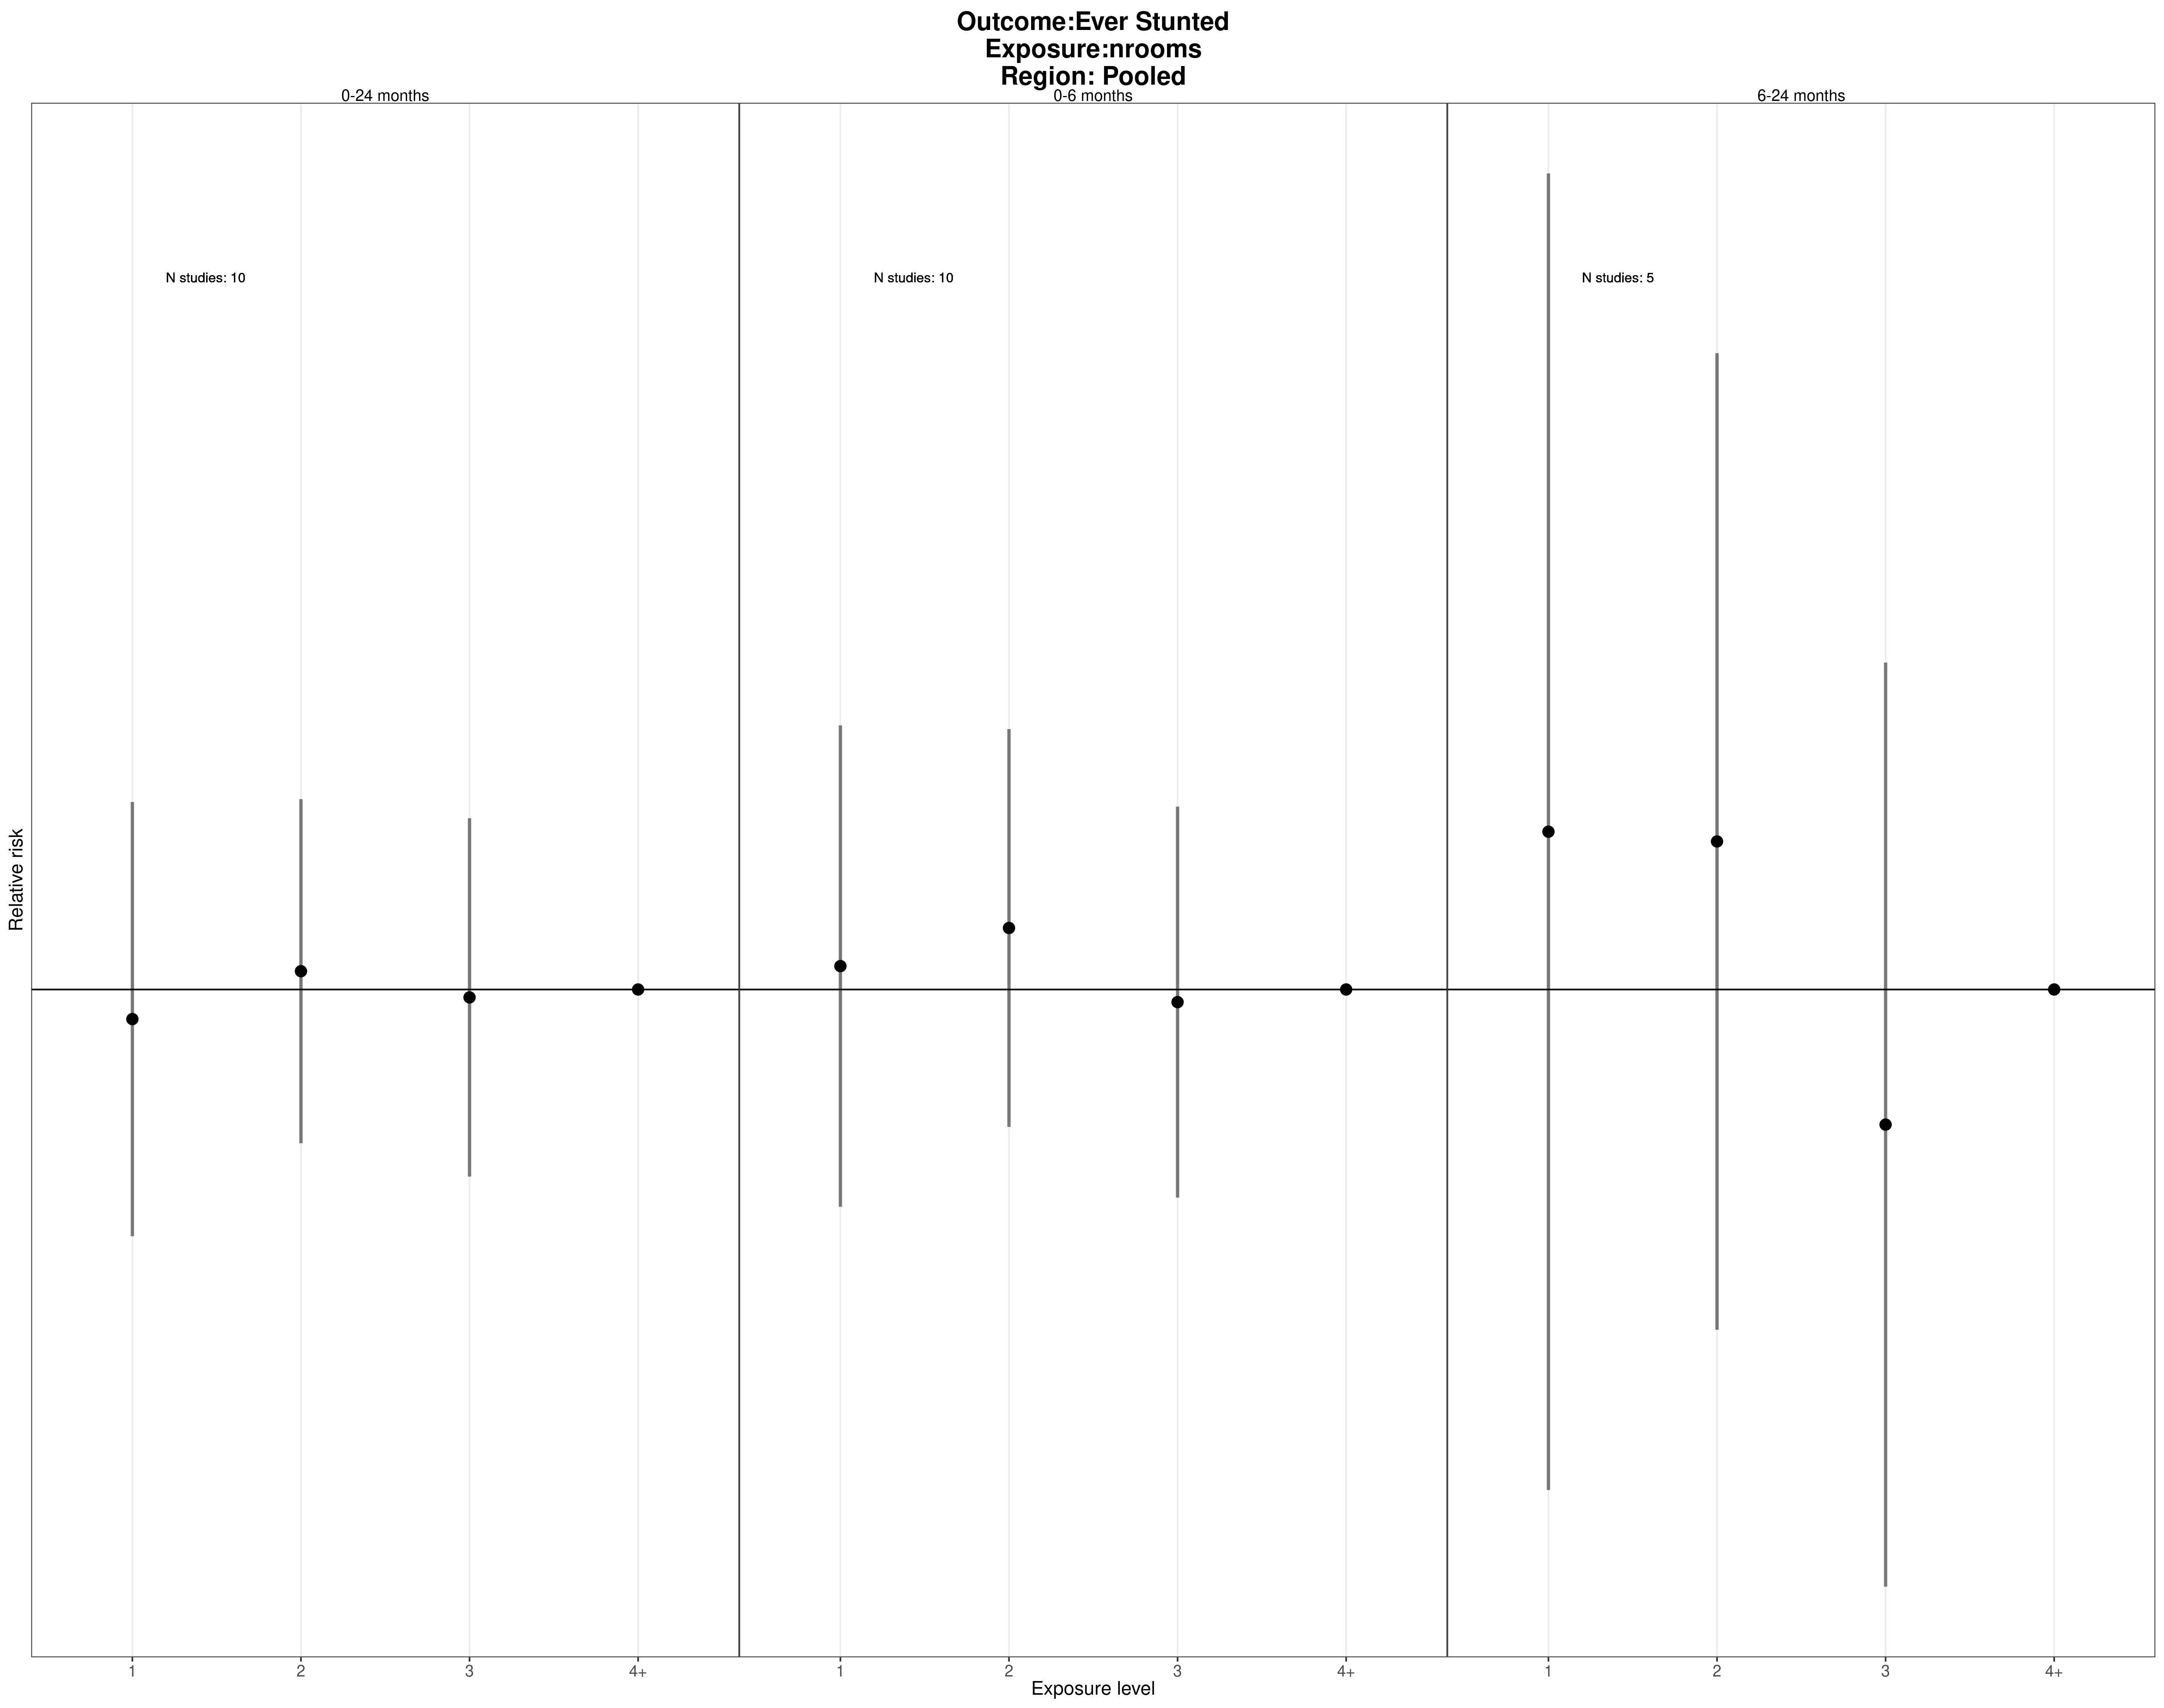 Outcome:Ever Stunted
Exposure:nrooms
Region: Pooled
0-24 months
0-6 months
6-24 months
N studies: 10
N studies: 10
N studies: 5
Relative risk
1 2 3 4+ 1 2 3 4+ 1 2 3 4+
Exposure level